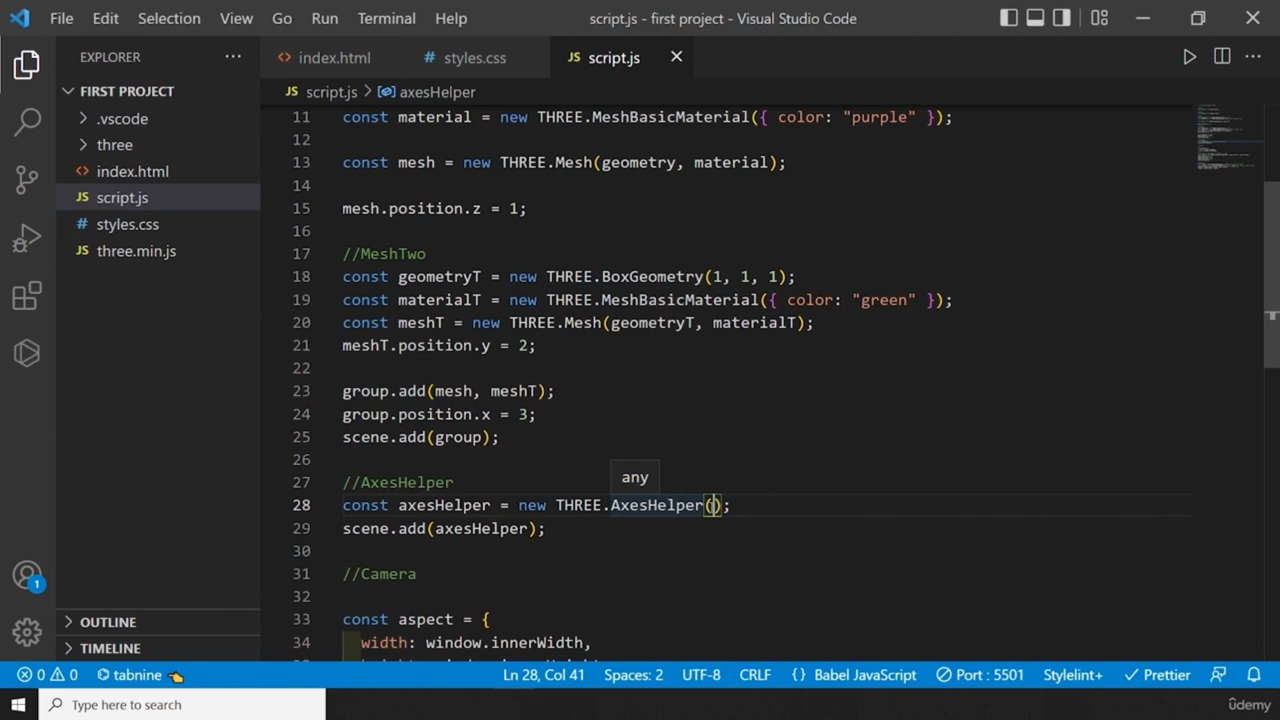 File Edit Selection View Go Run Terminal Help script.js - first project - Visual Studio Code
EXPLORER
index.html
styles.css
JS script.js
FIRST PROJECT
JS script.js > axesHelper
.vscode
three
index.html
JS script.js
# styles.css
JS three.min.js
11 const material = new THREE.MeshBasicMaterial({ color: "purple" });
12
13 const mesh = new THREE.Mesh(geometry, material);
14
15 mesh.position.z = 1;
16
17 //MeshTwo
18 const geometryT = new THREE.BoxGeometry(1, 1, 1);
19 const materialT = new THREE.MeshBasicMaterial({ color: "green" });
20 const meshT = new THREE.Mesh(geometryT, materialT);
21 meshT.position.y = 2;
22
23 group.add(mesh, meshT);
24 group.position.x = 3;
25 scene.add(group);
26
any
27 //AxesHelper
28 const axesHelper = new THREE.AxesHelper();
29 scene.add(axesHelper);
30
31 //Camera
32
33 const aspect = {
34 width: window.innerWidth,
1
OUTLINE
TIMELINE
0 0 tabnine Ln 28, Col 41 Spaces: 2 UTF-8 CRLF {} Babel JavaScript Port : 5501 Stylelint+ Prettier
Type here to search
ûdemy